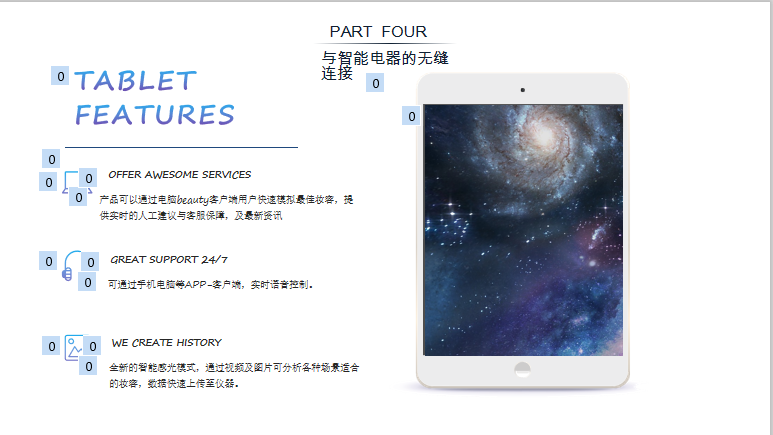 PART FOUR
与智能电器的无缝
连接
0
0
TABLET
FEATURES
0
0
0
0
0
OFFER AWESOME SERVICES
产品可以通过电脑beauty客户端用户快速模拟最佳妆容，提
供实时的人工建议与客服保障，及最新资讯
0
0
0
GREAT SUPPORT 24/7
可通过手机电脑等APP-客户端，实时语音控制。
0
0
0
WE CREATE HISTORY
全新的智能感光模式，通过视频及图片可分析各种场景适合
的妆容，数据快速上传至仪器。